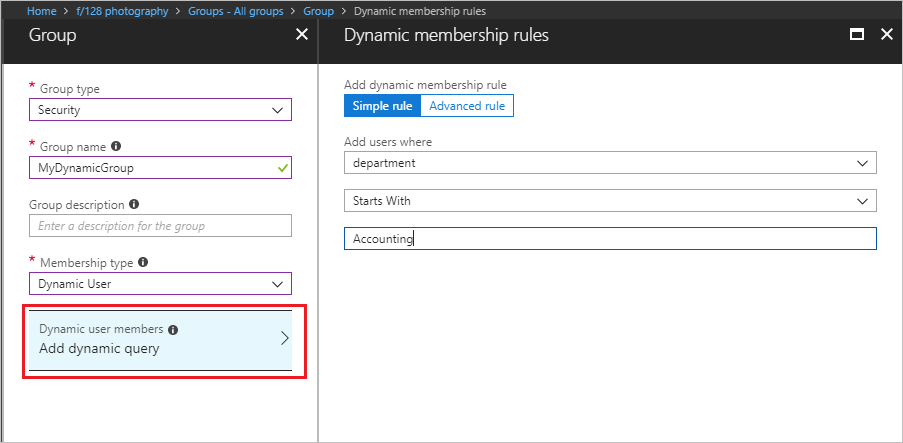 Home > f/128 photography > Groups - All groups > Group > Dynamic membership rules
Group
* Group type
Security
* Group name
MyDynamicGroup
Group description
Enter a description for the group
* Membership type
Dynamic User
Dynamic user members
Add dynamic query
Dynamic membership rules
Add dynamic membership rule
Simple rule Advanced rule
Add users where
department
Starts With
Accounting